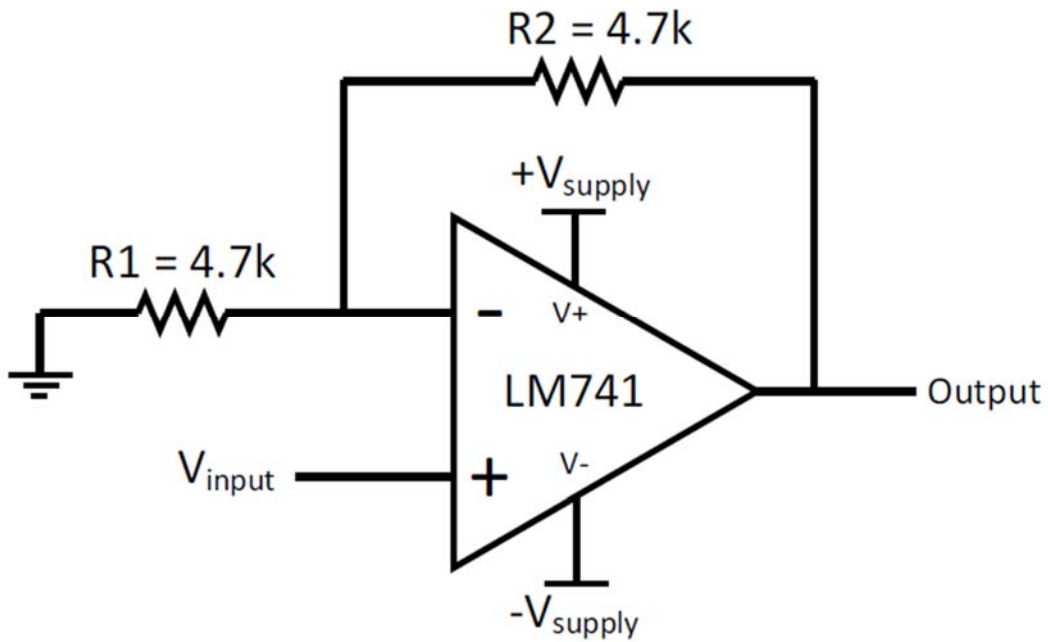 R2 = 4.7k
+Vsupply
R1 = 4.7k
-
V+
LM741
Output
Vinput
+
V-
-Vsupply